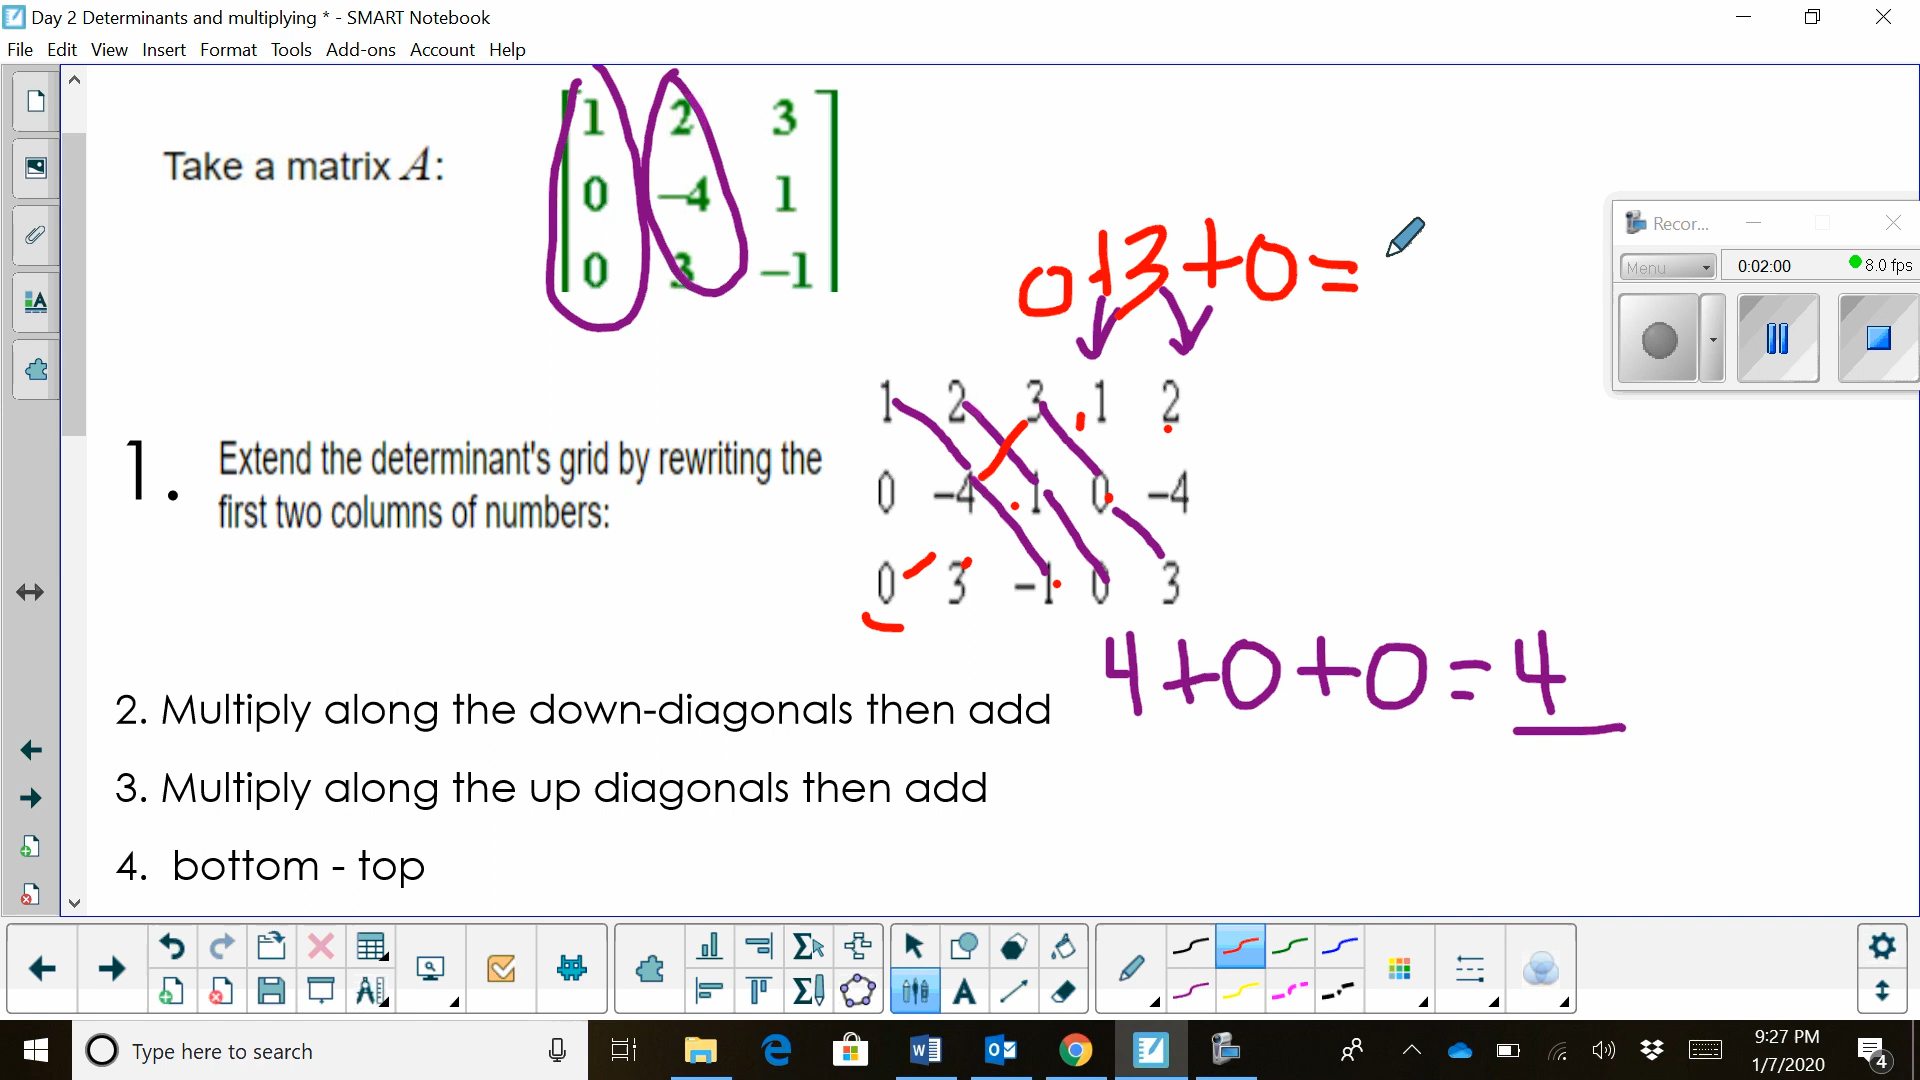 Day 2 Determinants and multiplying * - SMART Notebook
File Edit View Insert Format Tools Add-ons Account Help
1 2 3
Take a matrix A:
0 -4 1
0 3 -1
0+3+0=
Recor...
Menu 0:02:00 8.0 fps
1 2 3 1 2
1. Extend the determinant's grid by rewriting the
first two columns of numbers:
0 -4 1 0 -4
0 3 -1 0 3
4+0+0=4
2. Multiply along the down-diagonals then add
3. Multiply along the up diagonals then add
4. bottom - top
Type here to search
9:27 PM
1/7/2020
4